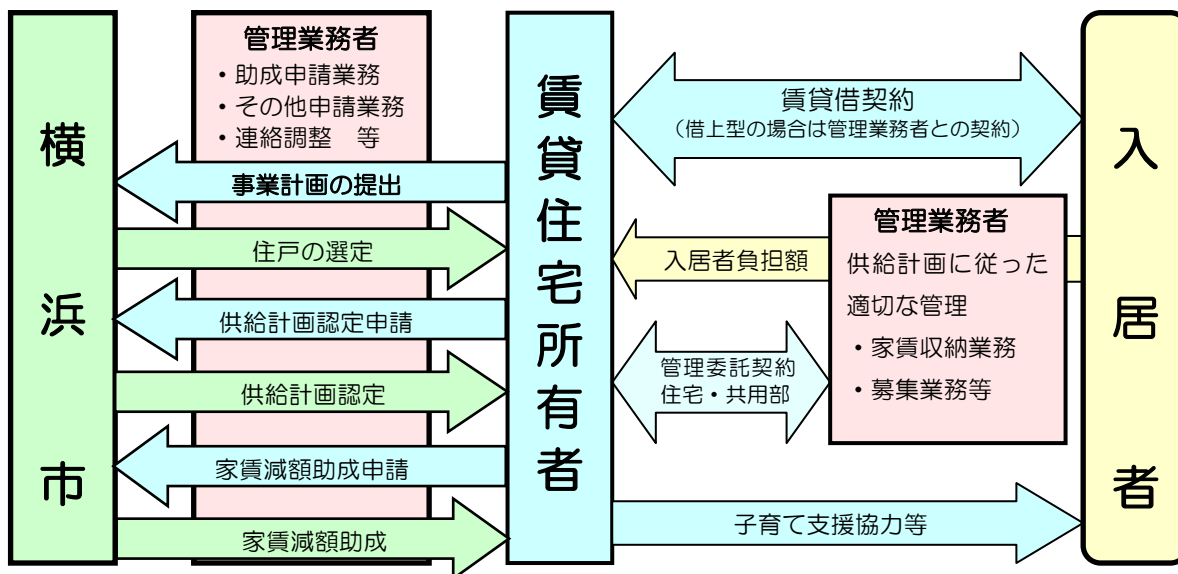 横浜市
管理業務者
・助成申請業務
・その他申請業務
・連絡調整　等
事業計画の提出
住戸の選定
供給計画認定申請
供給計画認定
家賃減額助成申請
家賃減額助成
賃貸住宅所有者
賃貸借契約
（借上型の場合は管理業務者との契約）
入居者負担額
管理業務者
供給計画に従った
適切な管理
・家賃収納業務
・募集業務等
管理委託契約
住宅・共用部
子育て支援協力等
入居者